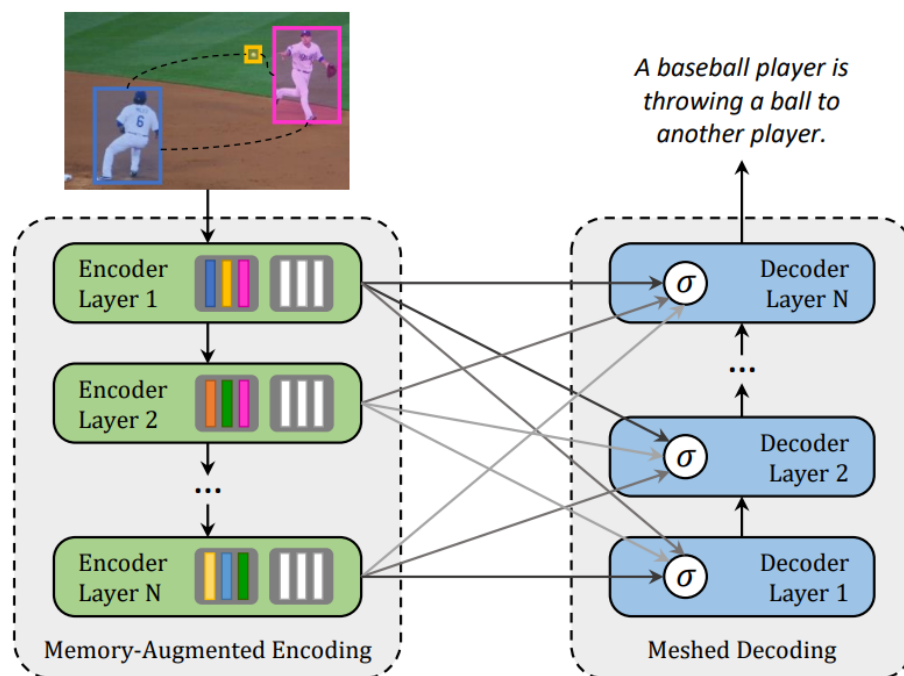 6
A baseball player is
throwing a ball to
another player.
Encoder
Layer 1
Encoder
Layer 2
...
Encoder
Layer N
Memory-Augmented Encoding
σ
Decoder
Layer N
...
σ
Decoder
Layer 2
σ
Decoder
Layer 1
Meshed Decoding